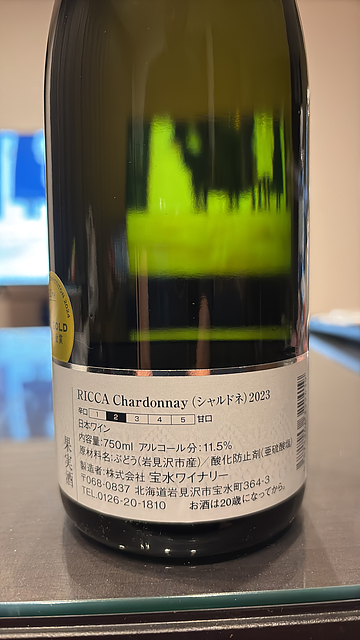 OLD
RICCA Chardonnay (シャルドネ) 2023
辛口 1 2 3 4 5 甘口
日本ワイン
内容量:750ml アルコール分:11.5%
原材料名:ぶどう(岩見沢市産)/酸化防止剤(亜硫酸塩)
製造者:株式会社 宝水ワイナリー
〒068-0837 北海道岩見沢市宝水町364-3
TEL.0126-20-1810 お酒は20歳になってから。
果実酒